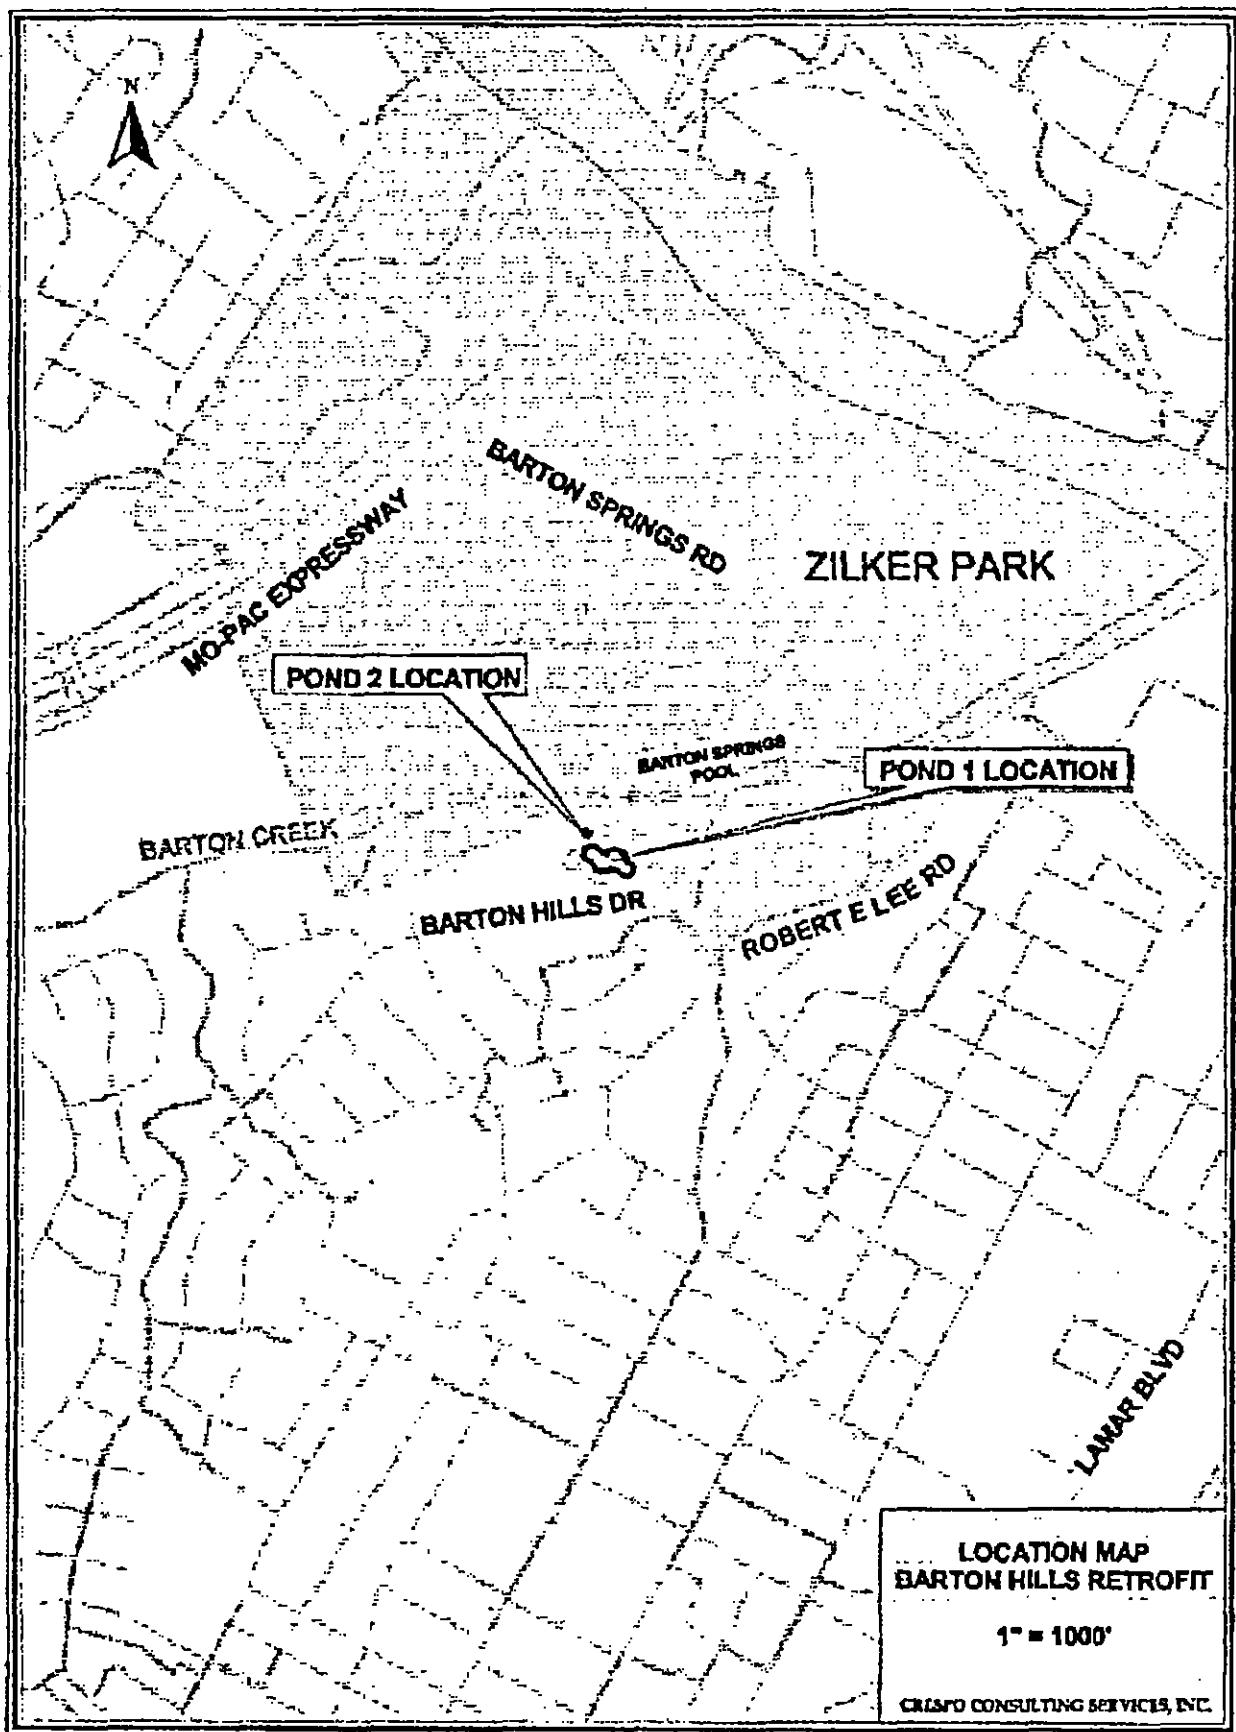 N
BARTON SPRINGS RD
MO-PAC EXPRESSWAY
ZILKER PARK
POND 2 LOCATION
BARTON SPRINGS
POOL
POND 1 LOCATION
BARTON CREEK
BARTON HILLS DR
ROBERT E LEE RD
LAMAR BLVD
LOCATION MAP
BARTON HILLS RETROFIT
1" = 1000'
CRESPO CONSULTING SERVICES, INC.